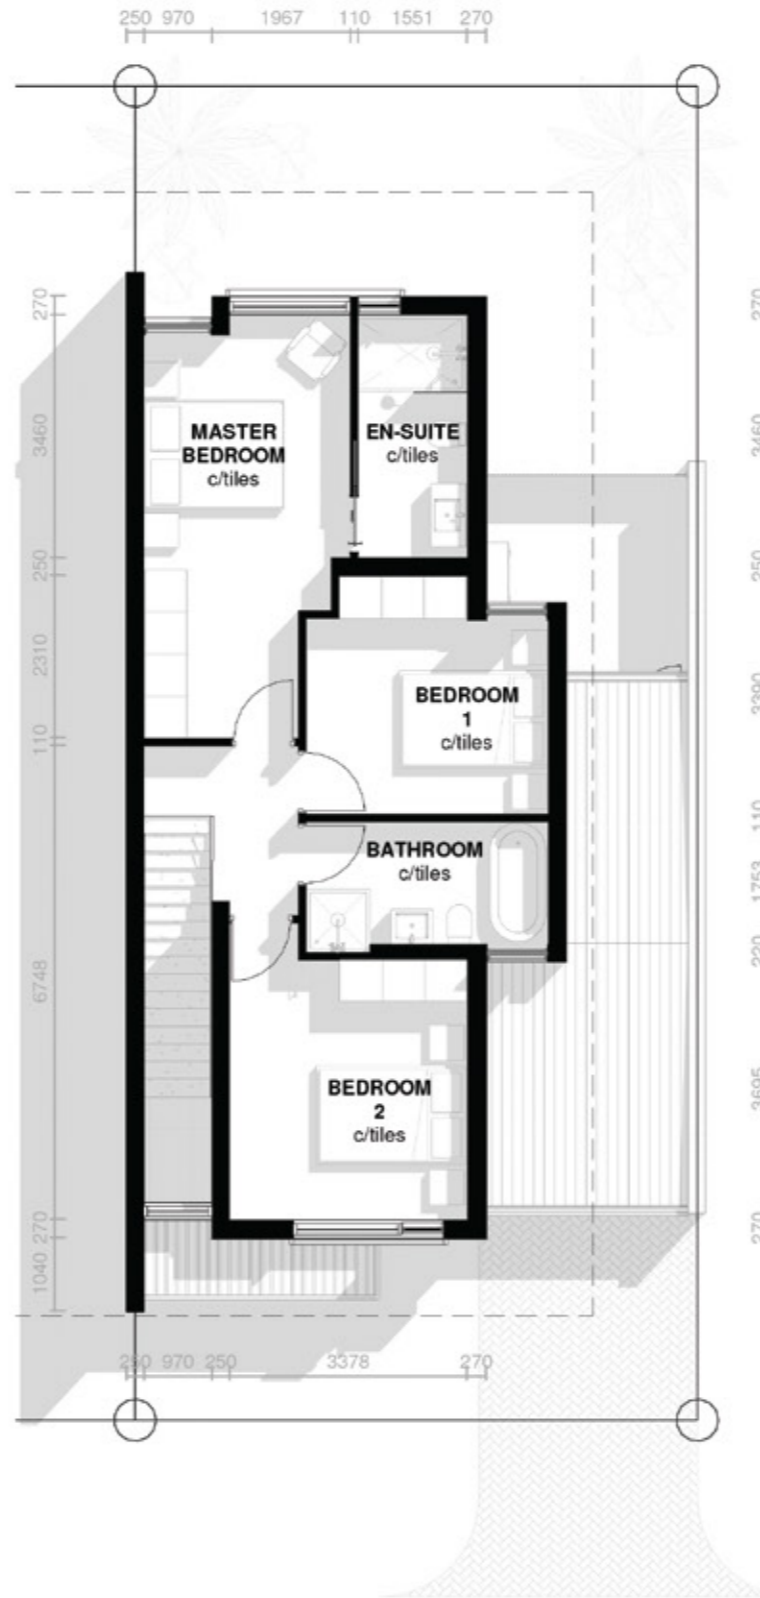 250 970 1967 110 1551 270
270
3460
250
2310
110
6748
270
1040
MASTER
BEDROOM
c/tiles
EN-SUITE
c/tiles
BEDROOM
1
c/tiles
BATHROOM
c/tiles
BEDROOM
2
c/tiles
270
3460
250
3390
110
1753
220
3695
270
250 970 250 3378 270